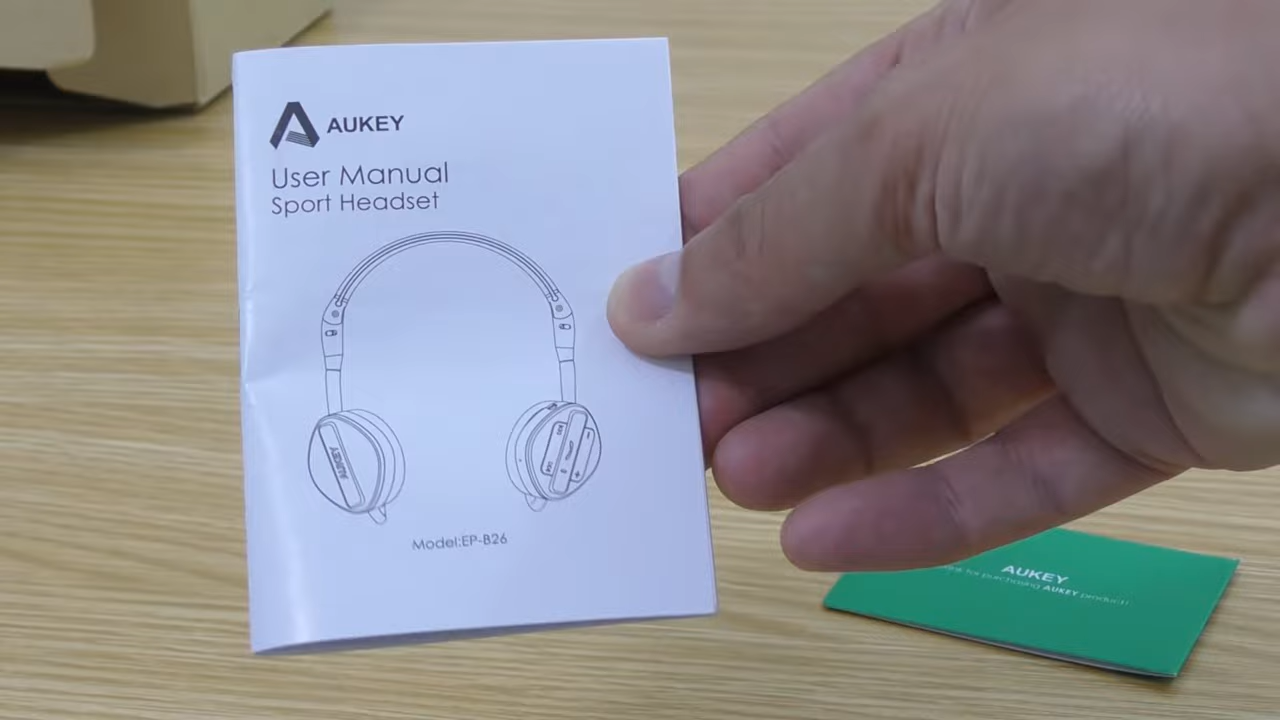 AUKEY
User Manual
Sport Headset
AUKEY
Model:EP-B26
AUKEY
for purchasing AUKEY product!